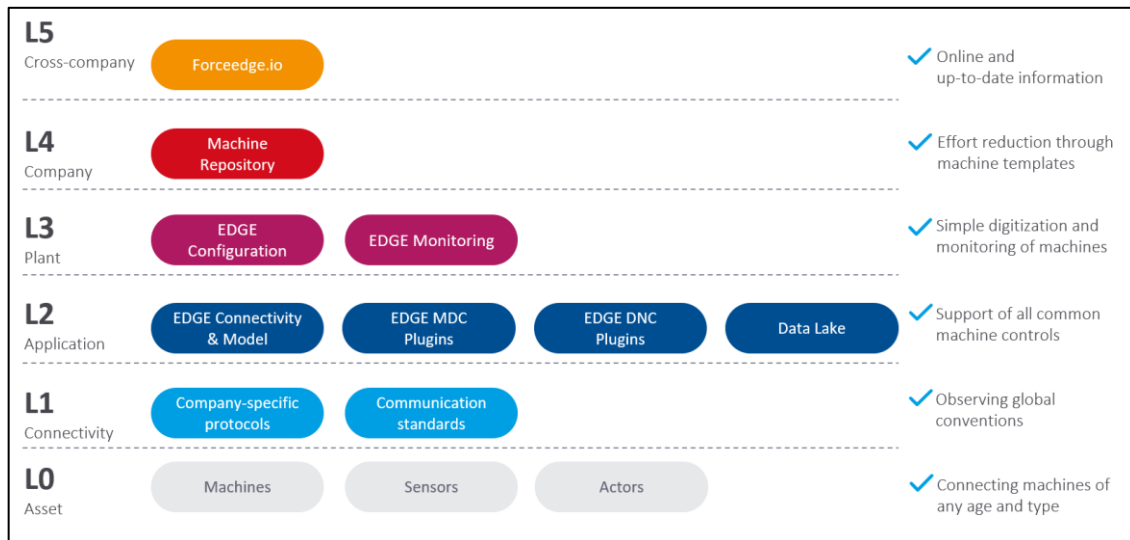 L5
Cross-company
Forceedge.io
Online and
up-to-date information
L4
Company
Machine
Repository
Effort reduction through
machine templates
L3
Plant
EDGE
Configuration
EDGE Monitoring
Simple digitization and
monitoring of machines
L2
Application
EDGE Connectivity
& Model
EDGE MDC
Plugins
EDGE DNC
Plugins
Data Lake
Support of all common
machine controls
L1
Connectivity
Company-specific
protocols
Communication
standards
Observing global
conventions
L0
Asset
Machines
Sensors
Actors
Connecting machines of
any age and type